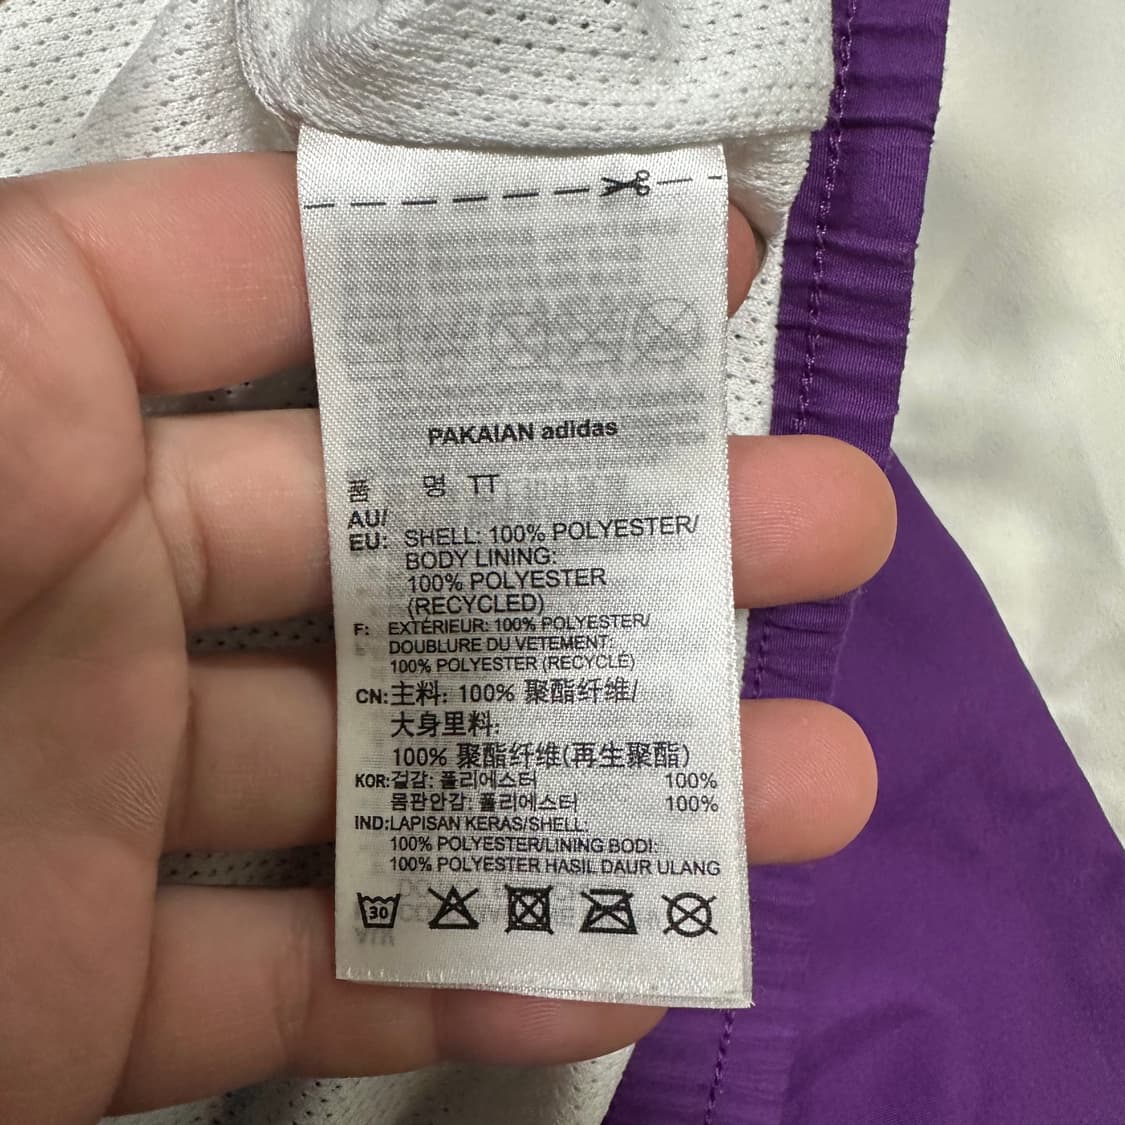 PAKAIAN adidas
품 명 TT
AU/
EU: SHELL: 100% POLYESTER/
BODY LINING:
100% POLYESTER
(RECYCLED)
F: EXTÉRIEUR: 100% POLYESTER/
DOUBLURE DU VETEMENT:
100% POLYESTER (RECYCLÉ)
CN: 主料: 100% 聚酯纤维/
大身里料:
100% 聚酯纤维(再生聚酯)
KOR: 겉감: 폴리에스터 100%
몸판안감: 폴리에스터 100%
IND: LAPISAN KERAS/SHELL:
100% POLYESTER/LINING BODI:
100% POLYESTER HASIL DAUR ULANG
30